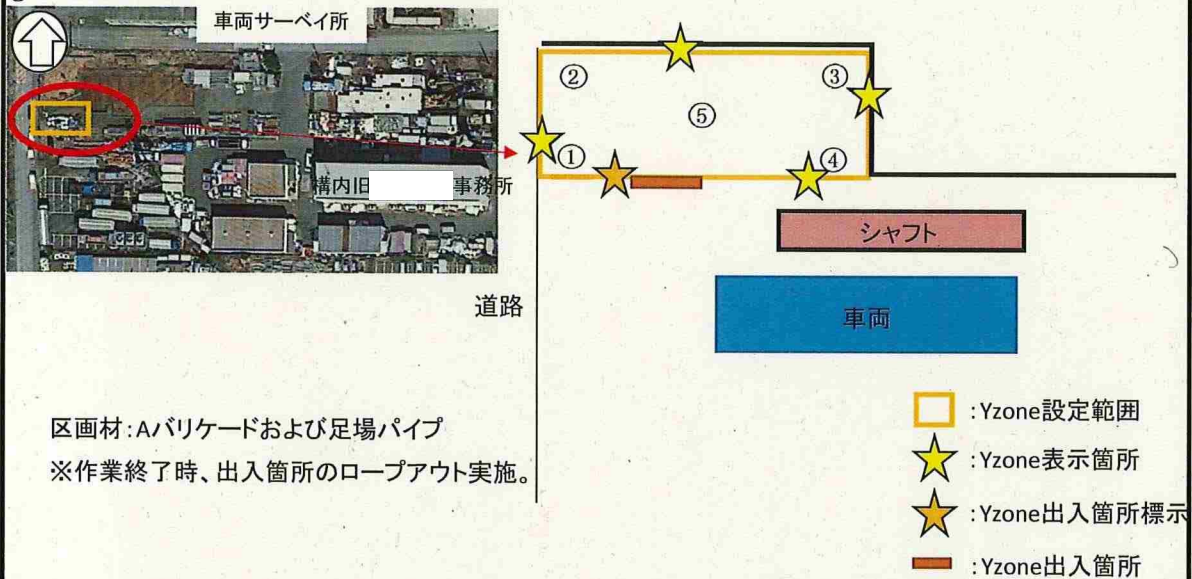 車両サーベイ所
構内旧 事務所
②
③
⑤
①
④
シャフト
車両
道路
区画材:Aバリケードおよび足場パイプ
※作業終了時、出入箇所のロープアウト実施。
:Yzone設定範囲
:Yzone表示箇所
:Yzone出入箇所標示
:Yzone出入箇所